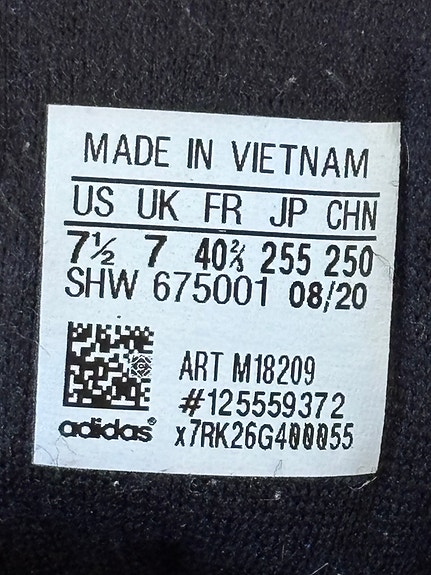 MADE IN VIETNAM
US UK FR JP CHN
7½ 7 40⅔ 255 250
SHW 675001 08/20
ART M18209
#125559372
adidas® x7RK26G400055